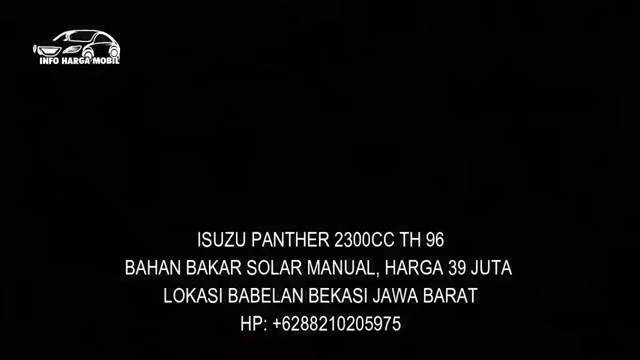 INFO HARGA MOBIL
ISUZU PANTHER 2300CC TH 96
BAHAN BAKAR SOLAR MANUAL, HARGA 39 JUTA
LOKASI BABELAN BEKASI JAWA BARAT
HP: +6288210205975